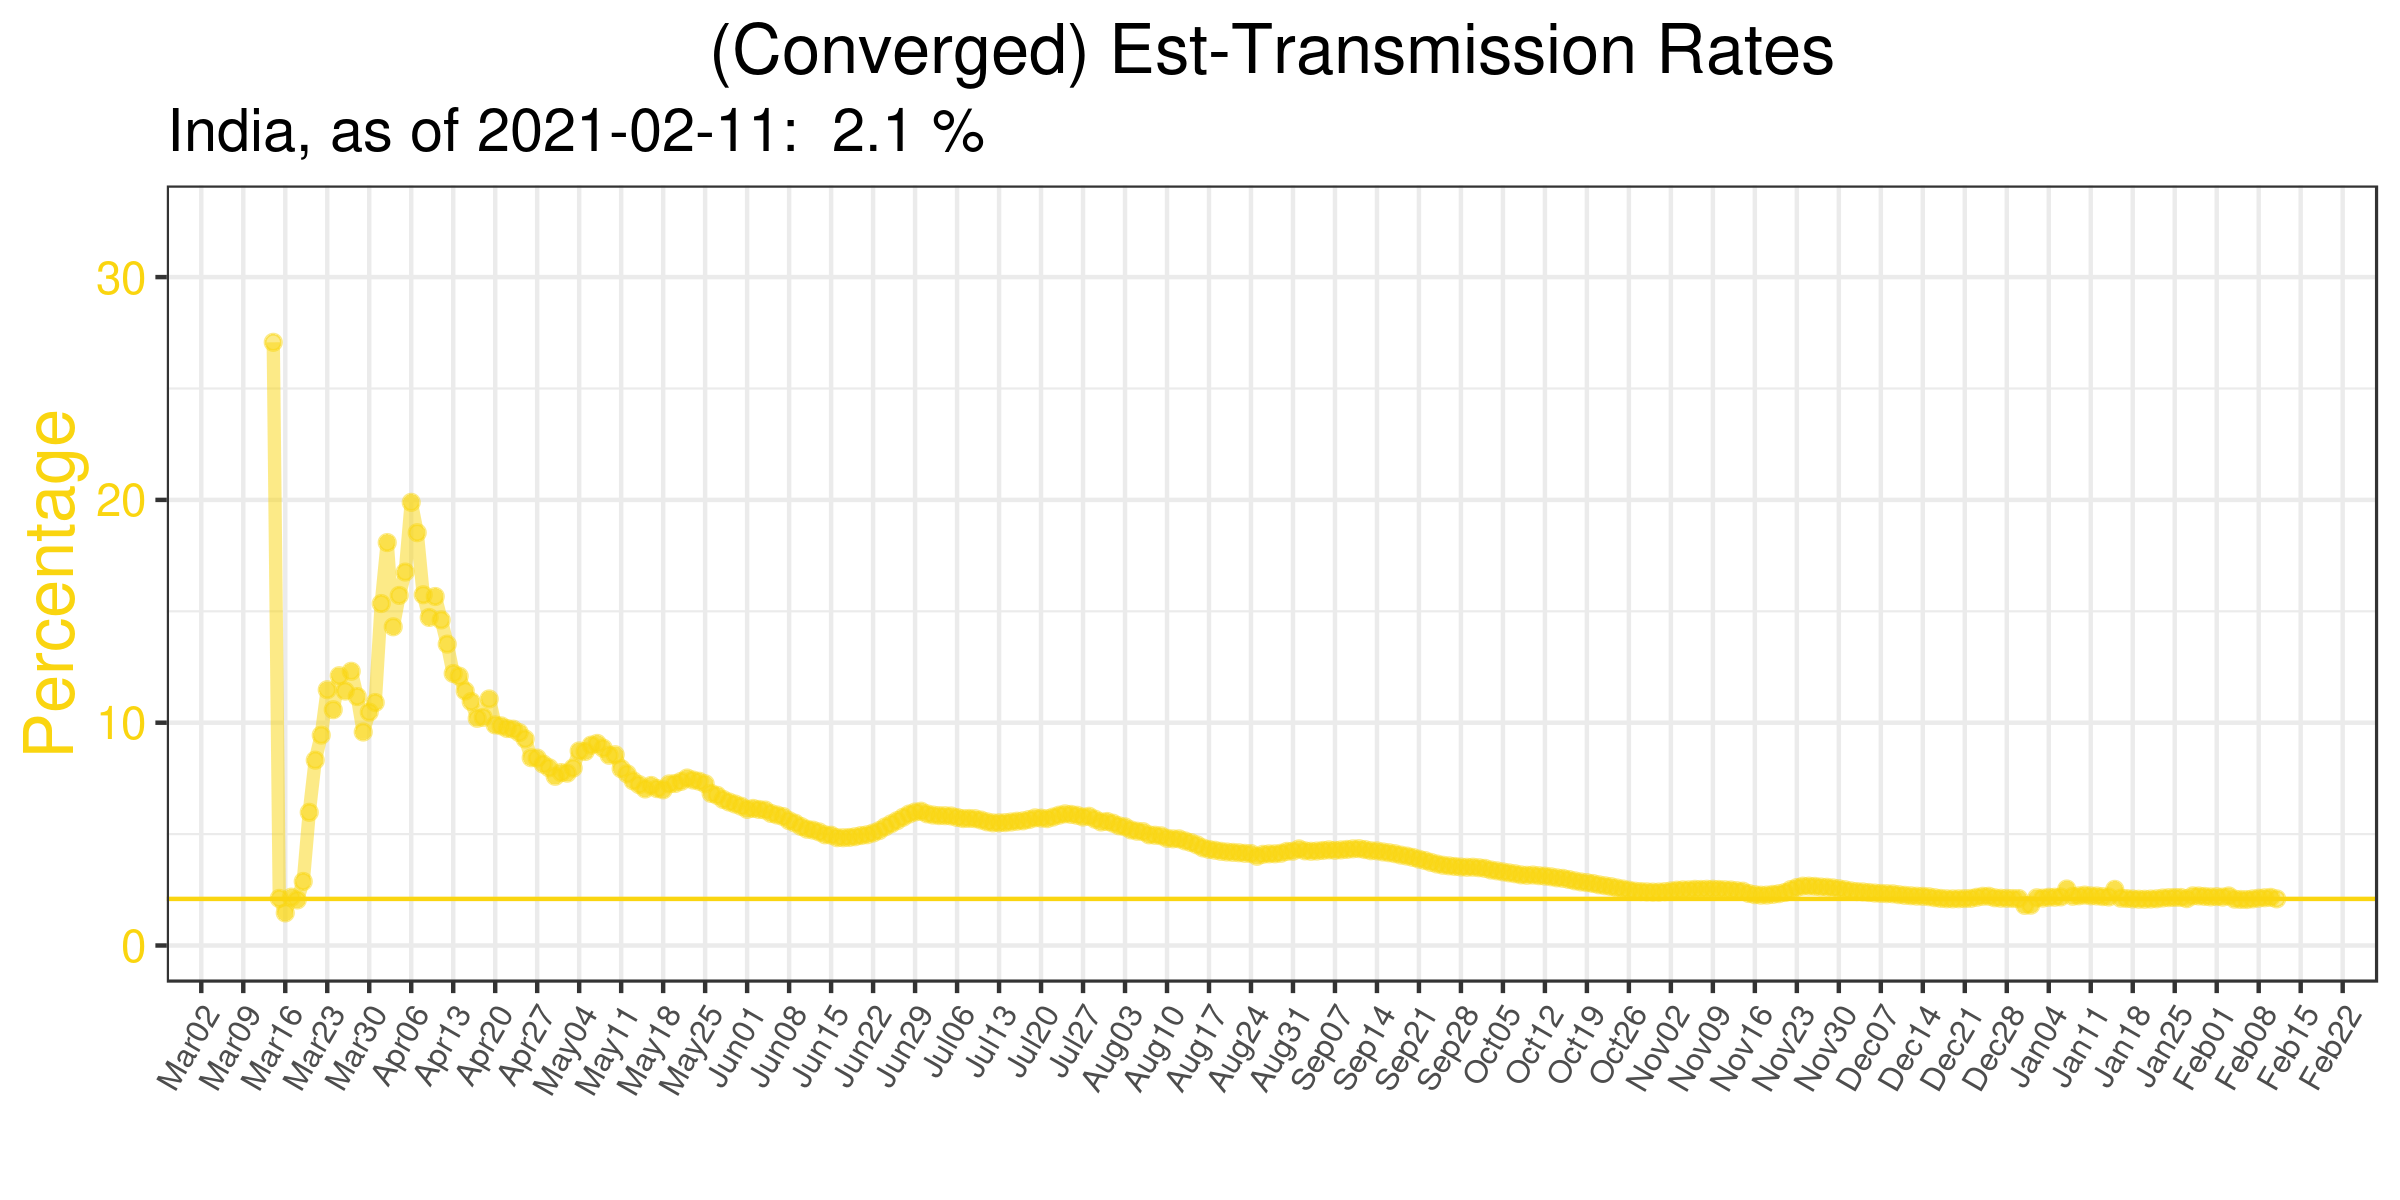 (Converged) Est-Transmission Rates
India, as of 2021-02-11:  2.1 %
Percentage
30
20
10
0
Mar02
Mar09
Mar16
Mar23
Mar30
Apr06
Apr13
Apr20
Apr27
May04
May11
May18
May25
Jun01
Jun08
Jun15
Jun22
Jun29
Jul06
Jul13
Jul20
Jul27
Aug03
Aug10
Aug17
Aug24
Aug31
Sep07
Sep14
Sep21
Sep28
Oct05
Oct12
Oct19
Oct26
Nov02
Nov09
Nov16
Nov23
Nov30
Dec07
Dec14
Dec21
Dec28
Jan04
Jan11
Jan18
Jan25
Feb01
Feb08
Feb15
Feb22